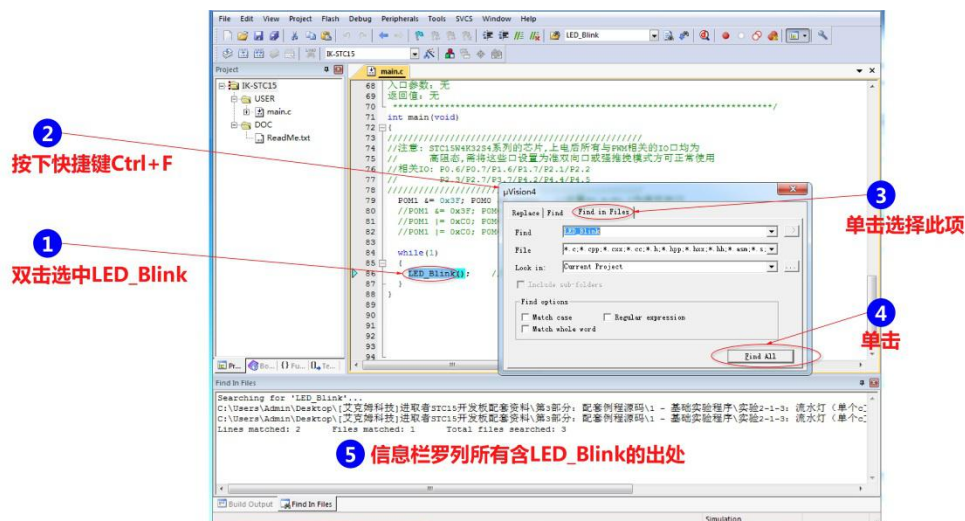 File Edit View Project Flash Debug Peripherals Tools SVCS Window Help
LED_Blink
IK-STC15
Project
IK-STC15
USER
main.c
DOC
ReadMe.txt
main.c
68 入口参数：无
69 返回值：无
70 ***********************************************************************/
71 int main(void)
72 {
73 ///////////////////////////////////////////////
74 //注意：STC15W4K32S4系列的芯片,上电后所有与PWM相关的IO口均为
75 // 高阻态,需将这些口设置为准双向口或强推挽模式方可正常使用
76 //相关IO: P0.6/P0.7/P1.6/P1.7/P2.1/P2.2
77 // P2.3/P2.7/P3.7/P4.2/P4.4/P4.5
78 ///////////////////////
79 P0M1 &= 0x3F; P0M0
80 //P0M1 &= 0x3F; P0M
81 //P0M1 |= 0xC0; P0M
82 //P0M1 |= 0xC0; P0M
83
84 while(1)
85 {
86 LED_Blink(); //
87 }
88 }
89
90
91
92
93
94
μVision4
Replace Find Find in Files
Find LED_Blink
File *.c;*.cpp;*.cxx;*.cc;*.h;*.hpp;*.hxx;*.hh;*.asm;*.s;
Look in: Current Project
Include sub-folders
Find options
Match case Regular expression
Match whole word
Find All
1
双击选中LED_Blink
2
按下快捷键Ctrl+F
3
单击选择此项
4
单击
Pr... Bo... {} Fu... Te...
Find In Files
Searching for 'LED_Blink'...
C:\Users\Admin\Desktop\[艾克姆科技]进取者STC15开发板配套资料\第3部分：配套例程源码\1 - 基础实验程序\实验2-1-3：流水灯（单个c
C:\Users\Admin\Desktop\[艾克姆科技]进取者STC15开发板配套资料\第3部分：配套例程源码\1 - 基础实验程序\实验2-1-3：流水灯（单个c
Lines matched: 2 Files matched: 1 Total files searched: 3
5 信息栏罗列所有含LED_Blink的出处
Build Output Find In Files
Simulation